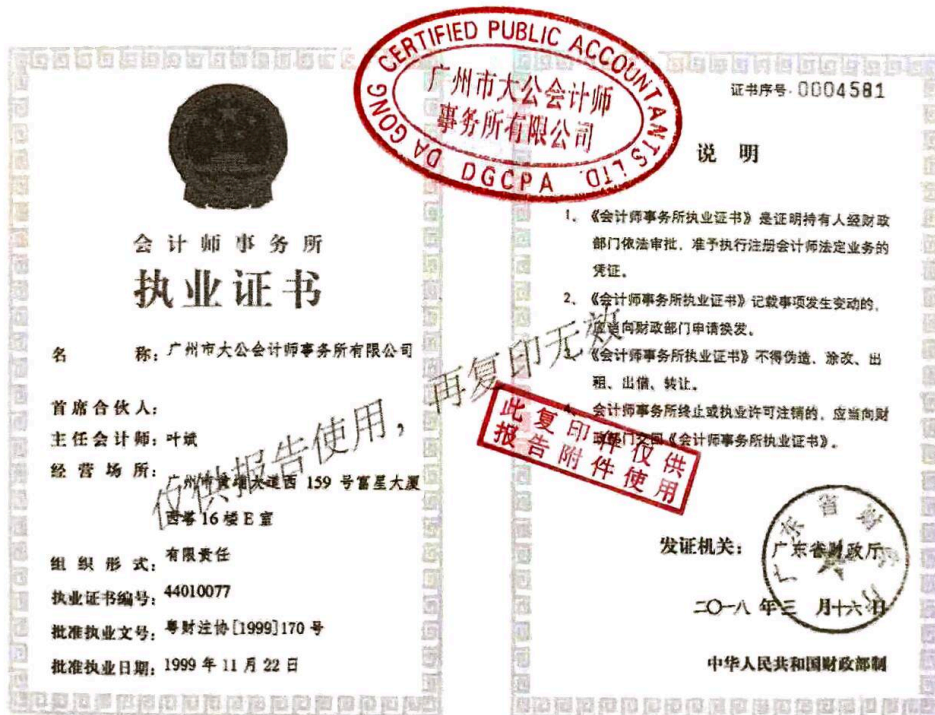 会计师事务所
执业证书
名 称：广州市大公会计师事务所有限公司
首席合伙人：
主任会计师：叶斌
经营场所：广州市黄埔大道西 159 号富星大厦
西塔 16 楼 E 室
组织形式：有限责任
执业证书编号：44010077
批准执业文号：粤财注协[1999]170 号
批准执业日期：1999 年 11 月 22 日
仅供报告使用，再复印无效
DA GONG CERTIFIED PUBLIC ACCOUNTANTS LTD.
广州市大公会计师
事务所有限公司
DGCPA
证书序号：0004581
说 明
1、《会计师事务所执业证书》是证明持有人经财政
部门依法审批，准予执行注册会计师法定业务的
凭证。
2、《会计师事务所执业证书》记载事项发生变动的，
应当向财政部门申请换发。
《会计师事务所执业证书》不得伪造、涂改、出
租、出借、转让。
会计师事务所终止或执业许可注销的，应当向财
政部门交回《会计师事务所执业证书》。
此复印件仅供
报告附件使用
发证机关：广东省财政厅
广东省财政厅
二〇一八 年三 月十六日
中华人民共和国财政部制